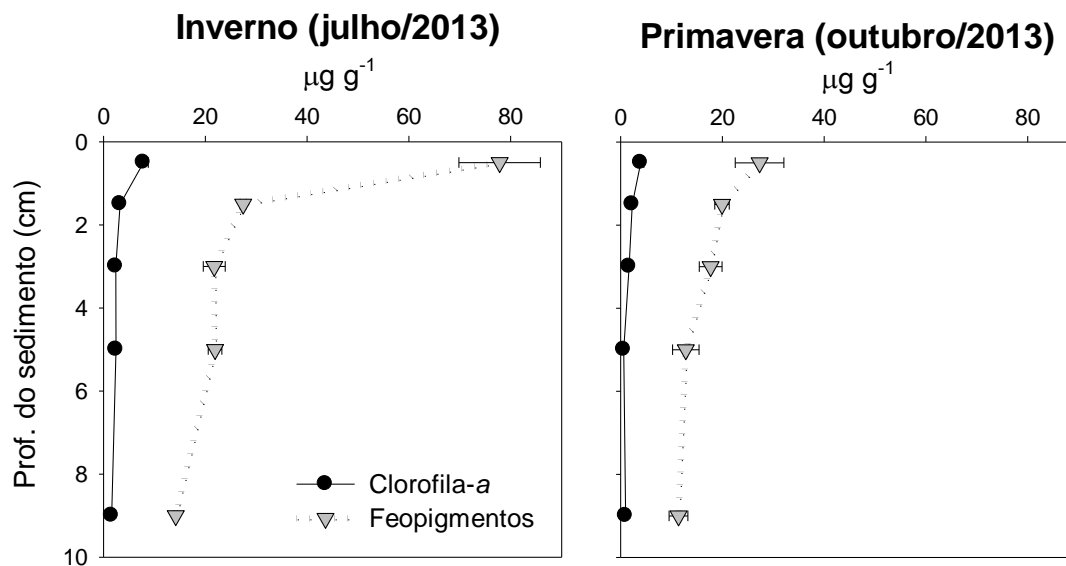 Inverno (julho/2013)
µg g-1
0 20 40 60 80
Primavera (outubro/2013)
µg g-1
0 20 40 60 80
Prof. do sedimento (cm)
0
2
4
6
8
10
Clorofila-a
Feopigmentos